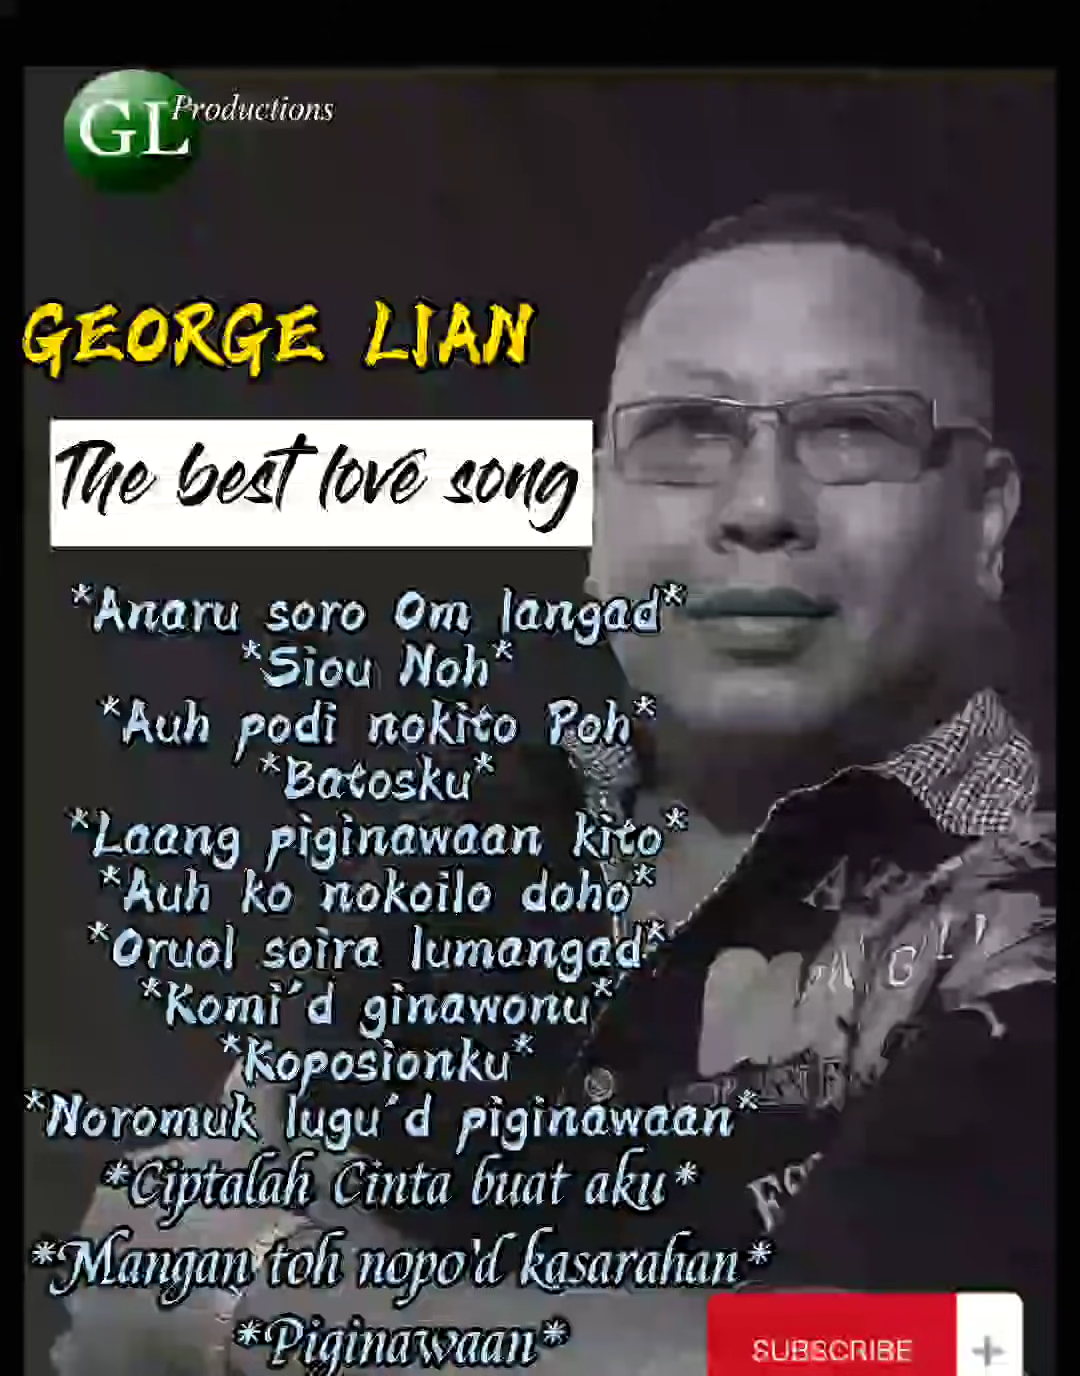 GL Productions
GEORGE LIAN
The best love song
*Anaru soro Om langad*
*Siou Noh*
*Auh podi nokito Poh*
*Batosku*
*Laang piginawaan kito*
*Auh ko nokoilo doho*
*Oruol soira lumangad*
*Komi'd ginawonu*
*Koposionku*
*Noromuk lugu'd piginawaan*
*Ciptalah Cinta buat aku*
*Mangan toh nopo'd kasarahan*
*Piginawaan*
SUBSCRIBE +